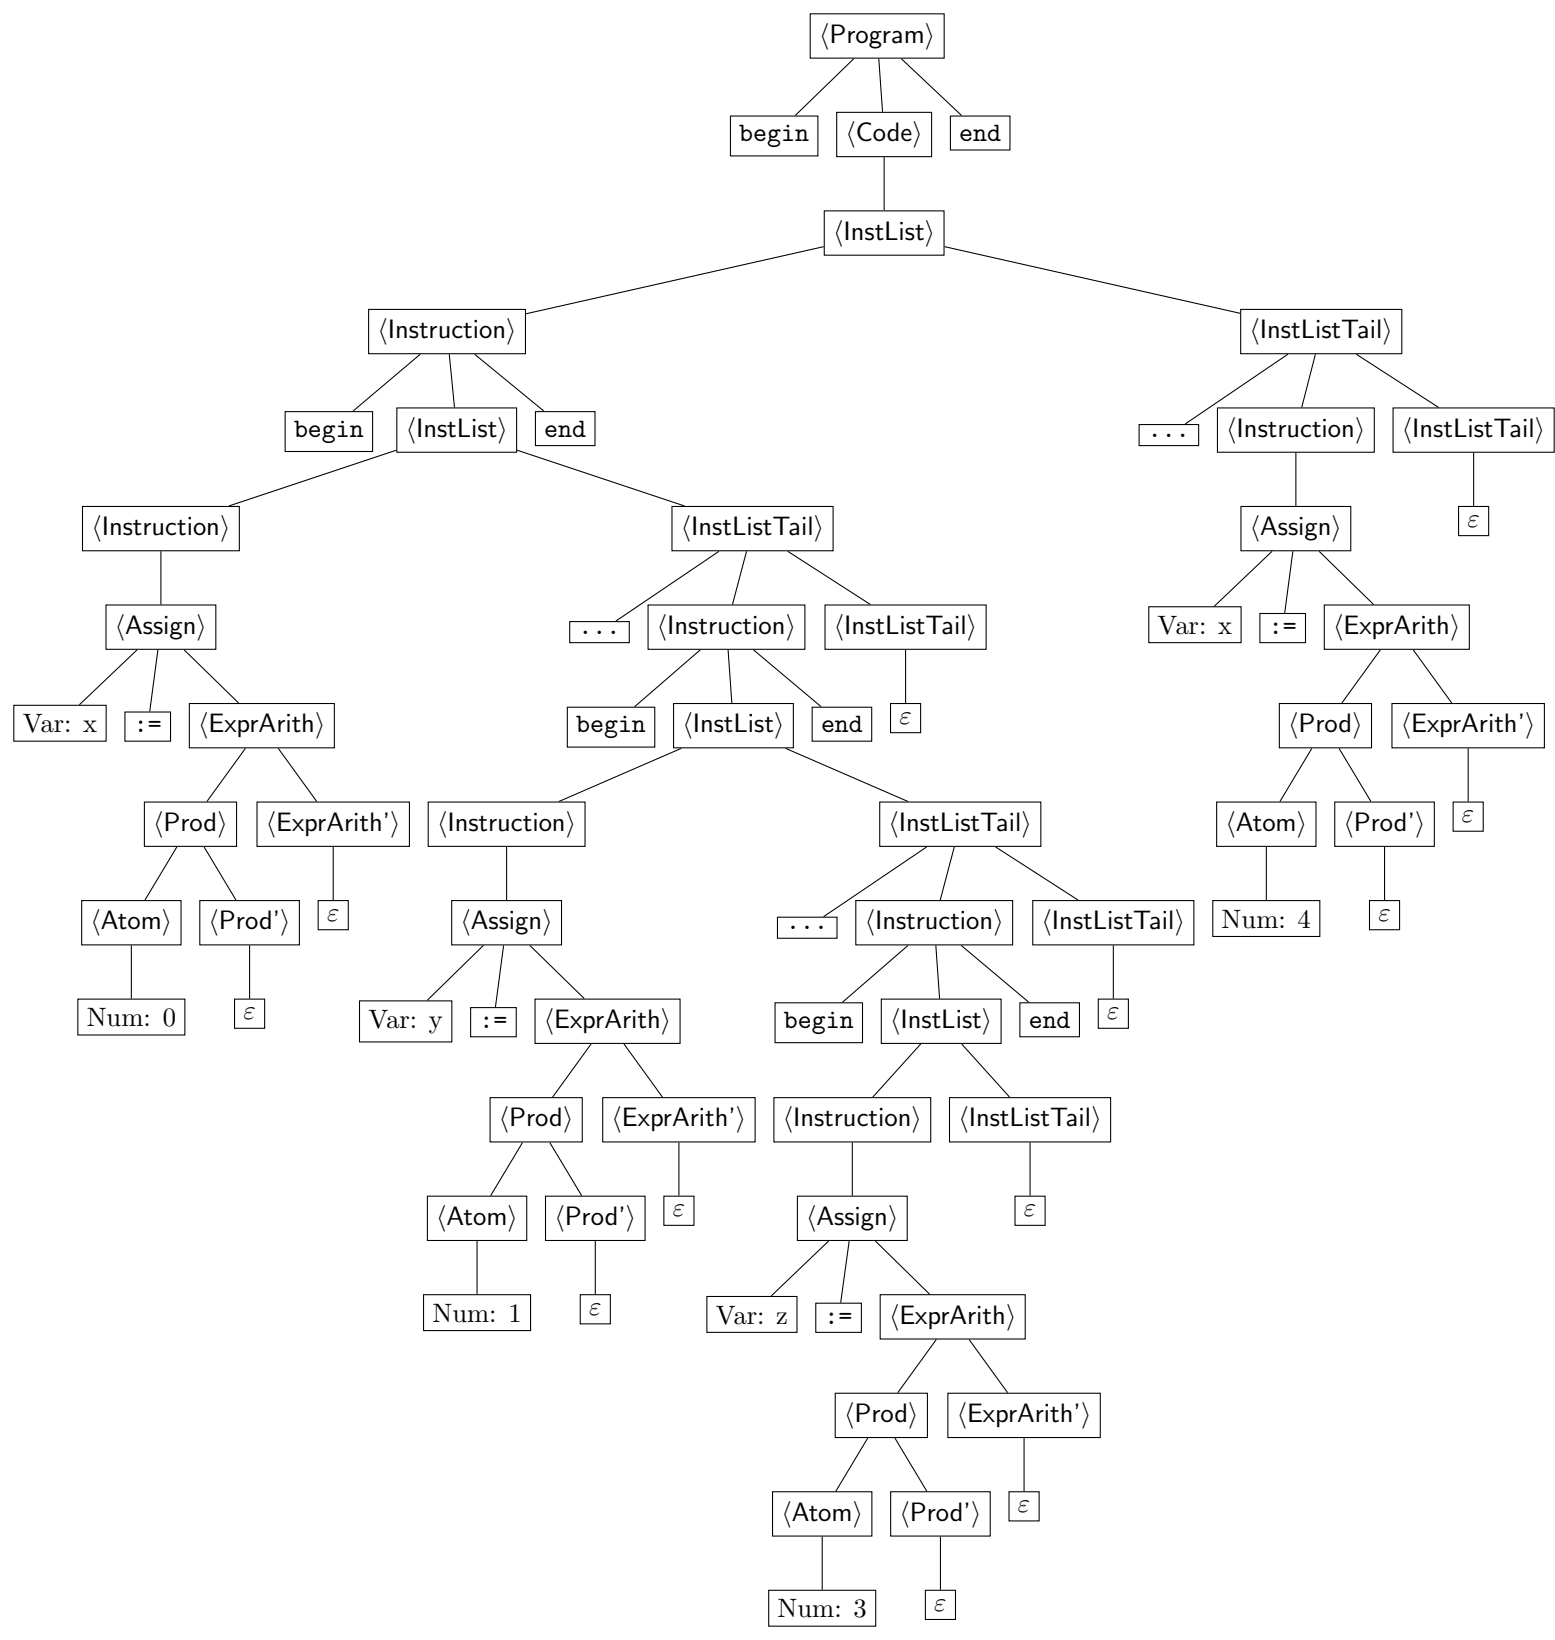 ⟨Program⟩
begin ⟨Code⟩ end
⟨InstList⟩
⟨Instruction⟩ ⟨InstListTail⟩
begin ⟨InstList⟩ end ... ⟨Instruction⟩ ⟨InstListTail⟩
⟨Instruction⟩ ⟨InstListTail⟩ ⟨Assign⟩ ε
⟨Assign⟩ ... ⟨Instruction⟩ ⟨InstListTail⟩ Var: x := ⟨ExprArith⟩
Var: x := ⟨ExprArith⟩ begin ⟨InstList⟩ end ε ⟨Prod⟩ ⟨ExprArith'⟩
⟨Prod⟩ ⟨ExprArith'⟩ ⟨Instruction⟩ ⟨InstListTail⟩ ⟨Atom⟩ ⟨Prod'⟩ ε
⟨Atom⟩ ⟨Prod'⟩ ε ⟨Assign⟩ ... ⟨Instruction⟩ ⟨InstListTail⟩ Num: 4 ε
Num: 0 ε Var: y := ⟨ExprArith⟩ begin ⟨InstList⟩ end ε
⟨Prod⟩ ⟨ExprArith'⟩ ⟨Instruction⟩ ⟨InstListTail⟩
⟨Atom⟩ ⟨Prod'⟩ ε ⟨Assign⟩ ε
Num: 1 ε Var: z := ⟨ExprArith⟩
⟨Prod⟩ ⟨ExprArith'⟩
⟨Atom⟩ ⟨Prod'⟩ ε
Num: 3 ε